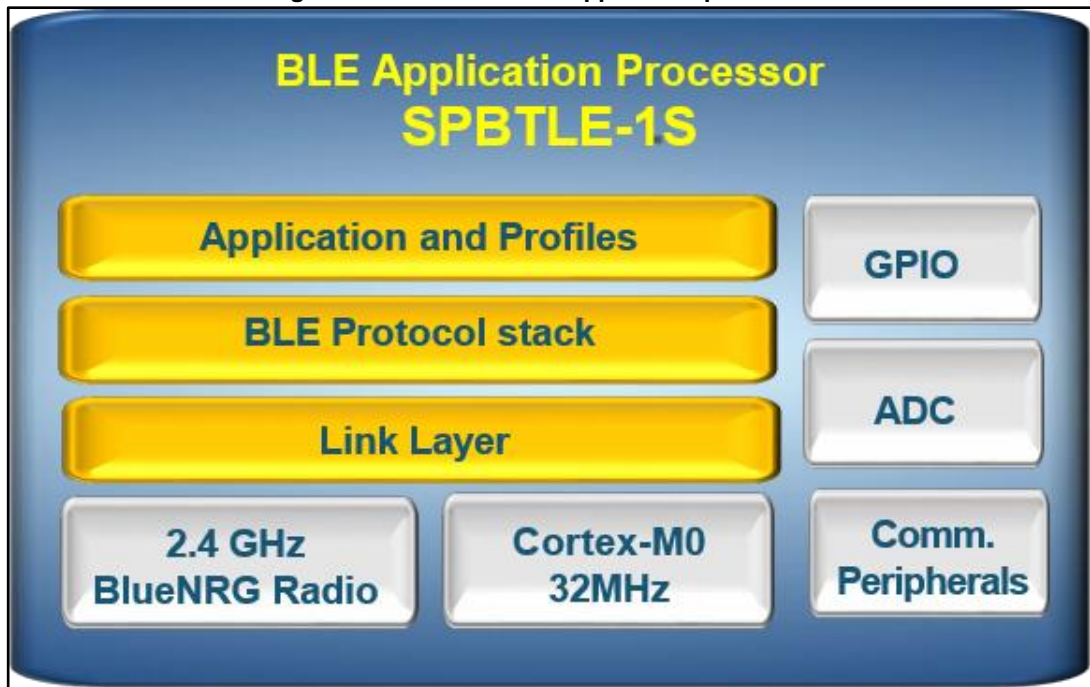 BLE Application Processor
SPBTLE-1S
Application and Profiles
BLE Protocol stack
Link Layer
2.4 GHz
BlueNRG Radio
Cortex-M0
32MHz
GPIO
ADC
Comm.
Peripherals